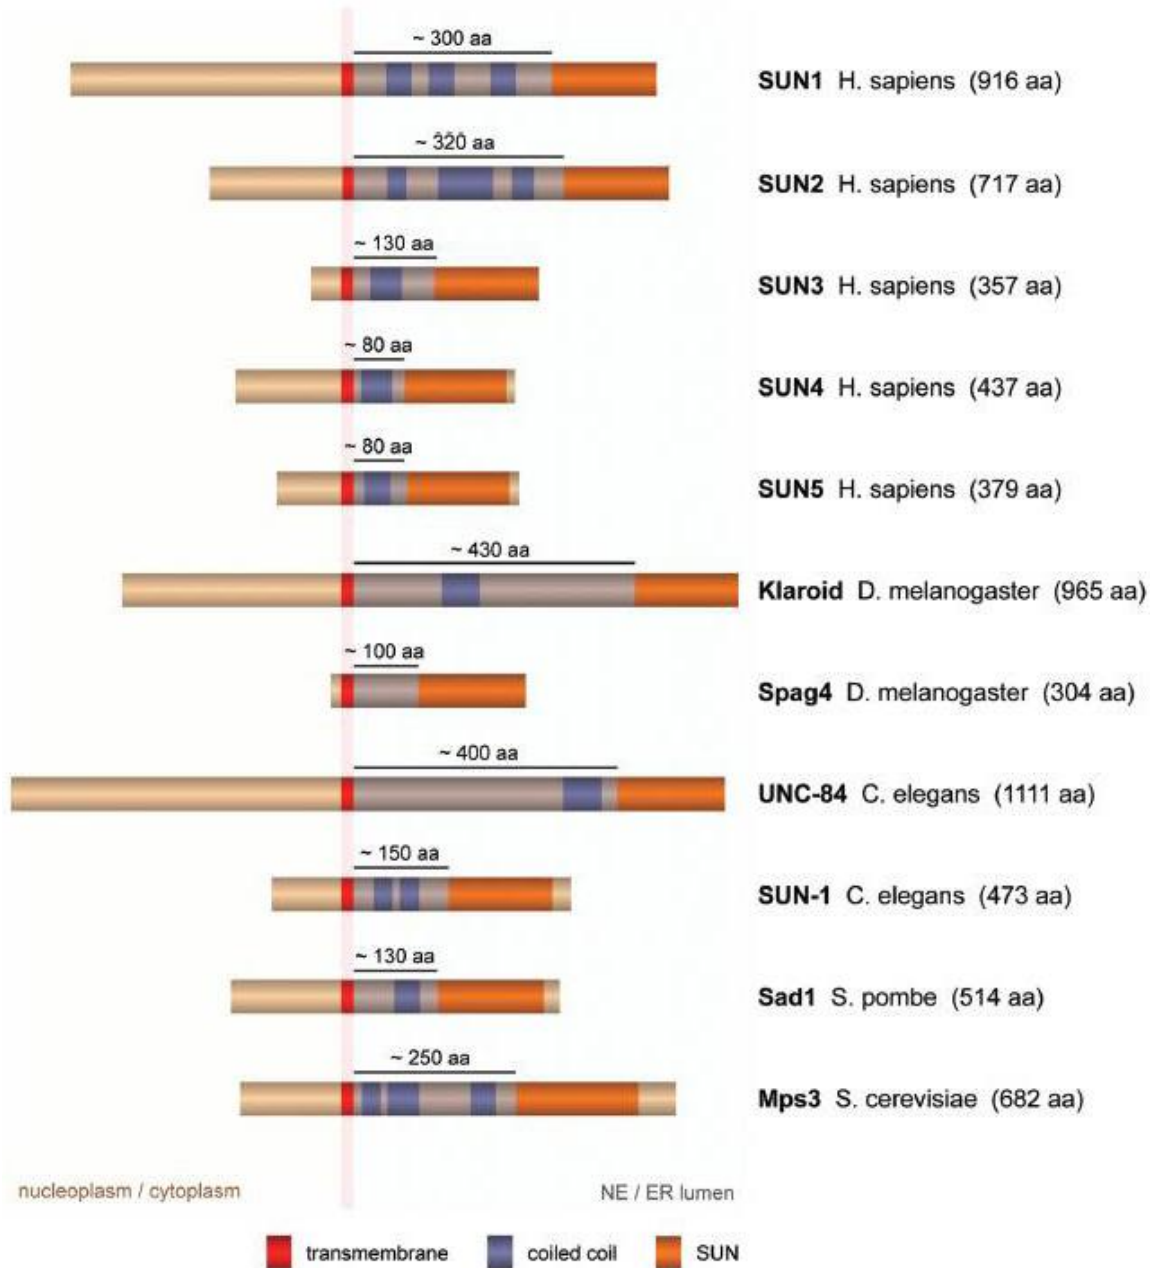 ~ 300 aa
SUN1 H. sapiens (916 aa)
~ 320 aa
SUN2 H. sapiens (717 aa)
~ 130 aa
SUN3 H. sapiens (357 aa)
~ 80 aa
SUN4 H. sapiens (437 aa)
~ 80 aa
SUN5 H. sapiens (379 aa)
~ 430 aa
Klaroid D. melanogaster (965 aa)
~ 100 aa
Spag4 D. melanogaster (304 aa)
~ 400 aa
UNC-84 C. elegans (1111 aa)
~ 150 aa
SUN-1 C. elegans (473 aa)
~ 130 aa
Sad1 S. pombe (514 aa)
~ 250 aa
Mps3 S. cerevisiae (682 aa)
nucleoplasm / cytoplasm NE / ER lumen
transmembrane coiled coil SUN